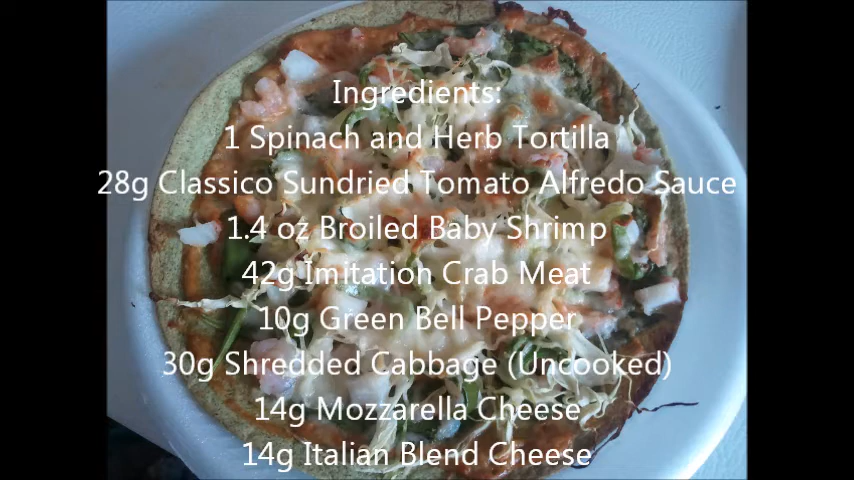 Ingredients:
1 Spinach and Herb Tortilla
28g Classico Sundried Tomato Alfredo Sauce
1.4 oz Broiled Baby Shrimp
42g Imitation Crab Meat
10g Green Bell Pepper
30g Shredded Cabbage (Uncooked)
14g Mozzarella Cheese
14g Italian Blend Cheese